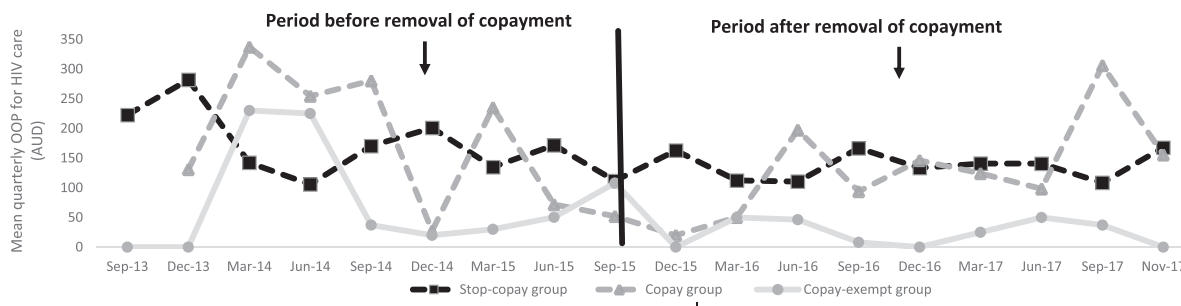 Period before removal of copayment
Period after removal of copayment
Mean quarterly OOP for HIV care
(AUD)
350
300
250
200
150
100
50
0
Sep-13 Dec-13 Mar-14 Jun-14 Sep-14 Dec-14 Mar-15 Jun-15 Sep-15 Dec-15 Mar-16 Jun-16 Sep-16 Dec-16 Mar-17 Jun-17 Sep-17 Nov-17
Stop-copay group Copay group Copay-exempt group